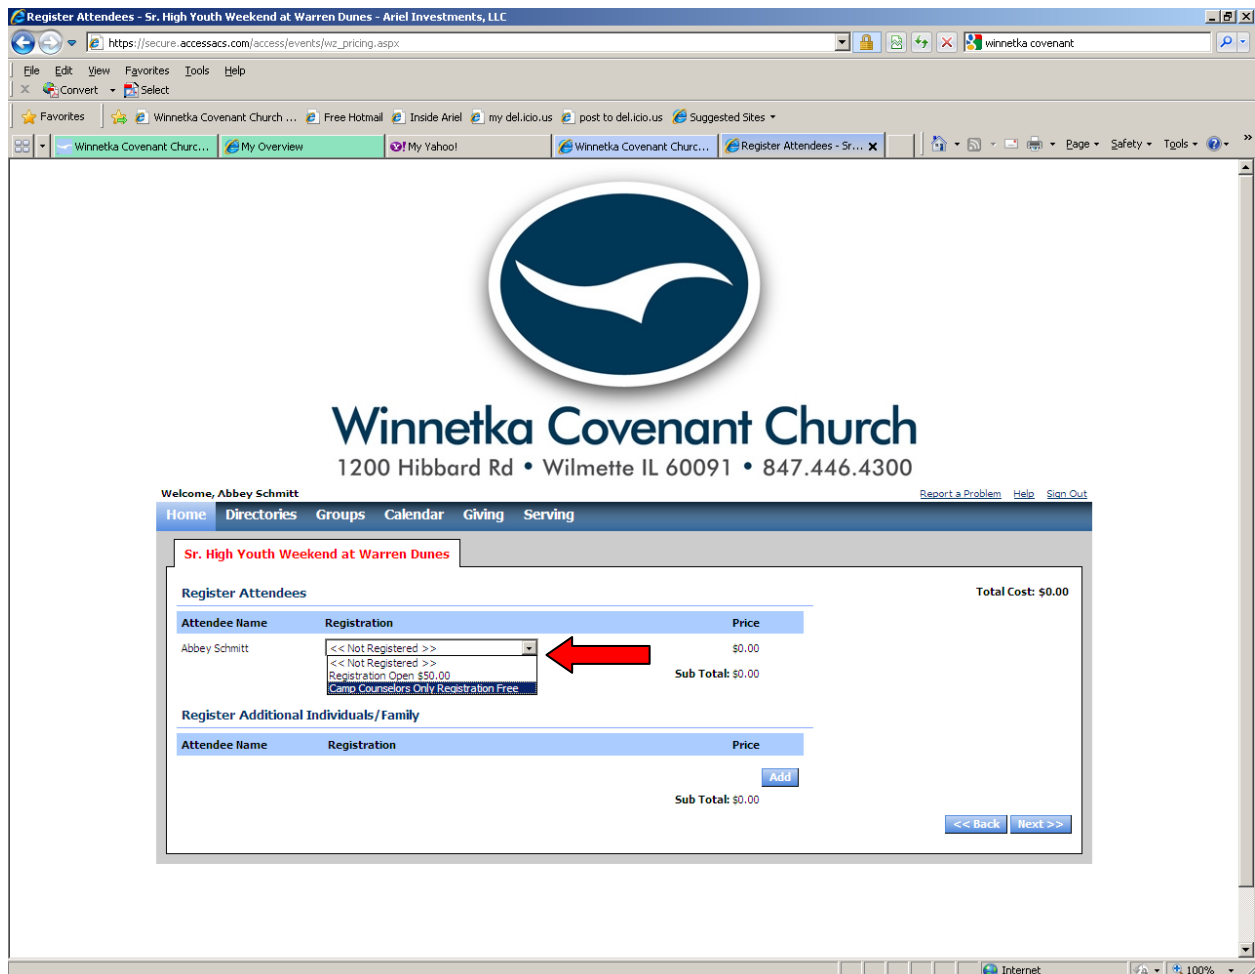 Register Attendees - Sr. High Youth Weekend at Warren Dunes - Ariel Investments, LLC
https://secure.accessacs.com/access/events/wz_pricing.aspx winnetka covenant
File Edit View Favorites Tools Help
Convert Select
Favorites Winnetka Covenant Church ... Free Hotmail Inside Ariel my del.icio.us post to del.icio.us Suggested Sites
Winnetka Covenant Churc... My Overview My Yahoo! Winnetka Covenant Churc... Register Attendees - Sr... Page Safety Tools
Winnetka Covenant Church
1200 Hibbard Rd • Wilmette IL 60091 • 847.446.4300
Welcome, Abbey Schmitt Report a Problem Help Sign Out
Home Directories Groups Calendar Giving Serving
Sr. High Youth Weekend at Warren Dunes
Register Attendees Total Cost: $0.00
Attendee Name Registration Price
Abbey Schmitt << Not Registered >> $0.00
<< Not Registered >>
Registration Open $50.00 Sub Total: $0.00
Camp Counselors Only Registration Free
Register Additional Individuals/Family
Attendee Name Registration Price
Add
Sub Total: $0.00
<< Back Next >>
Internet 100%